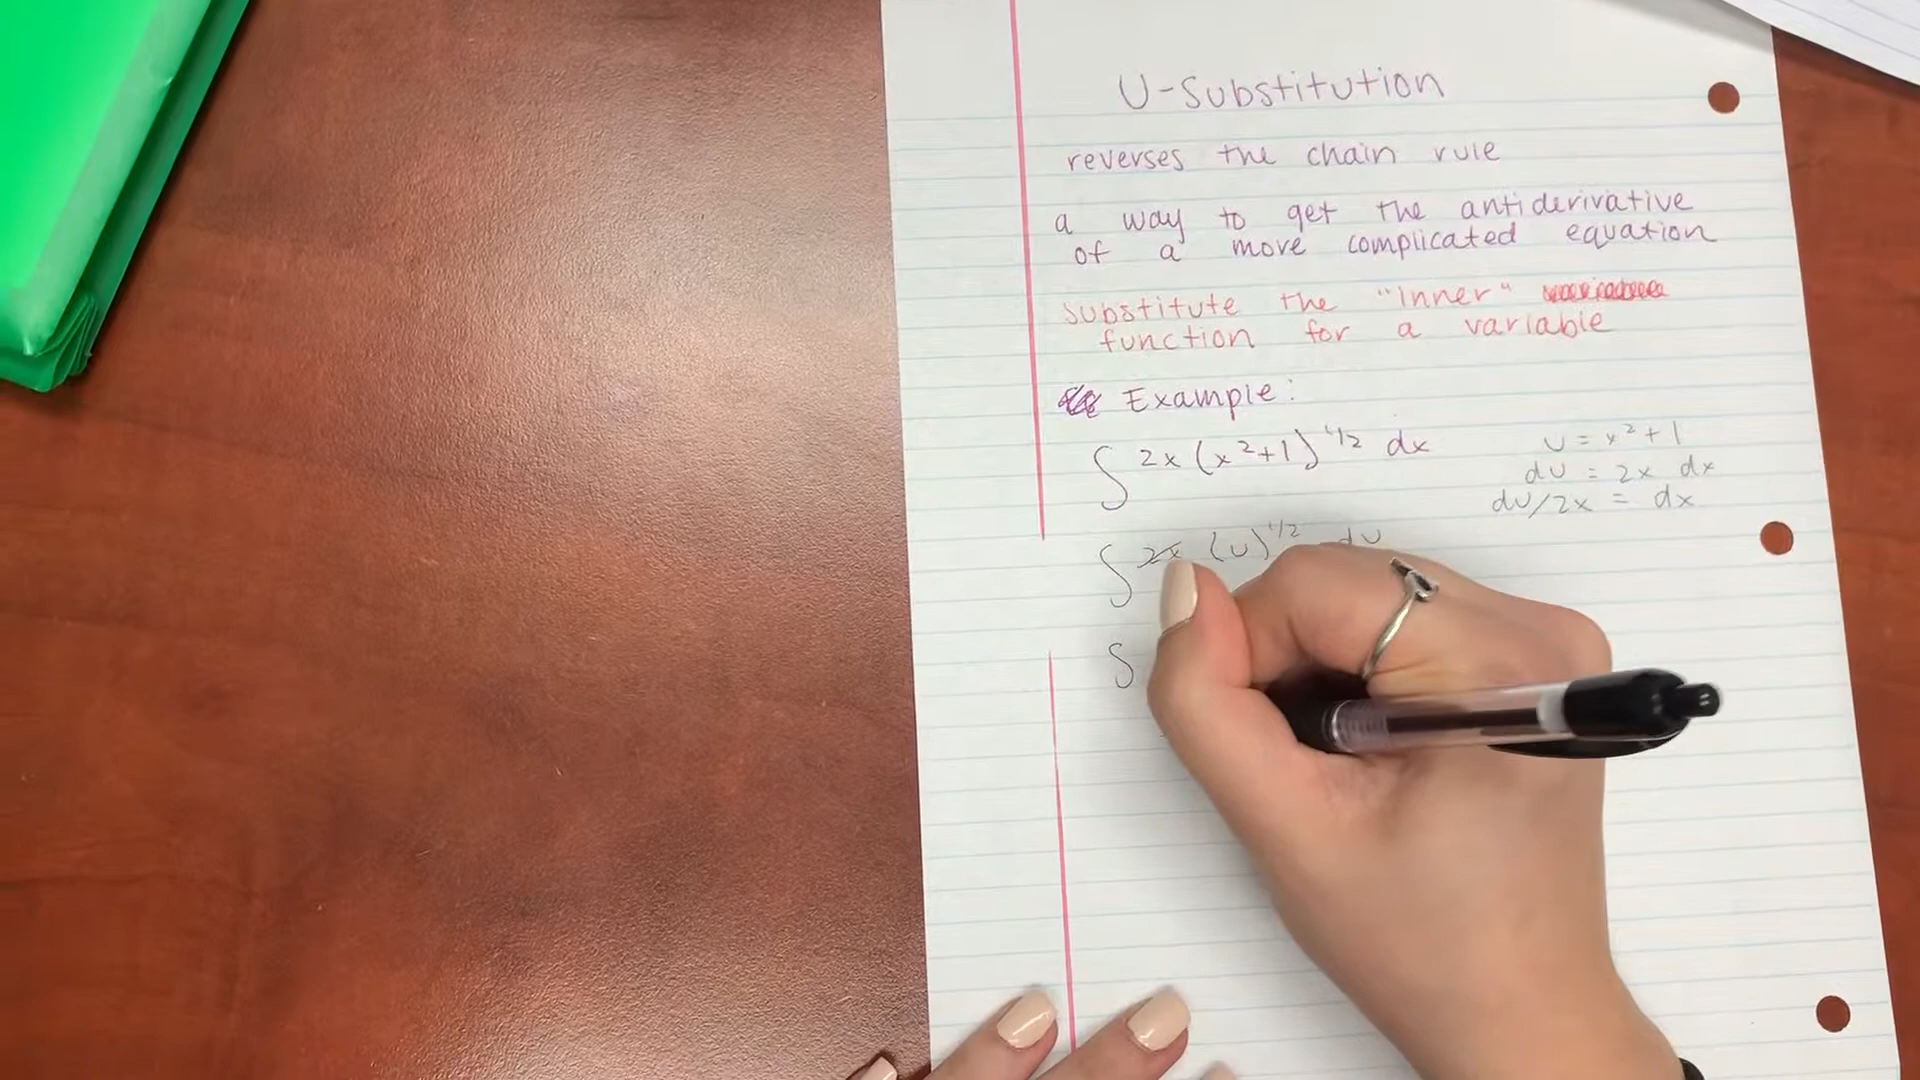 U-Substitution
reverses the chain rule
a way to get the antiderivative
of a more complicated equation
substitute the "inner"
function for a variable
Example:
∫ 2x (x²+1)^1/2 dx
u = x² + 1
du = 2x dx
du/2x = dx
∫ 2x (u)^1/2 du
∫